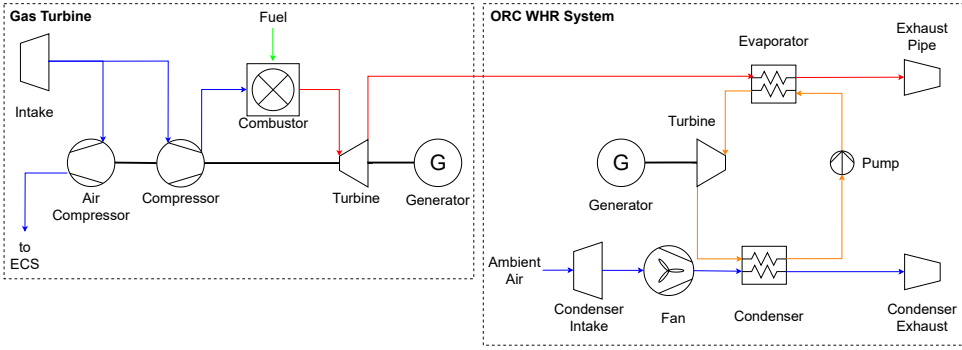 Gas Turbine
Fuel
Intake
Combustor
Air
Compressor
Compressor
Turbine
G
Generator
to
ECS
ORC WHR System
Evaporator
Exhaust
Pipe
Turbine
G
Generator
Pump
Ambient
Air
Condenser
Intake
Fan
Condenser
Condenser
Exhaust